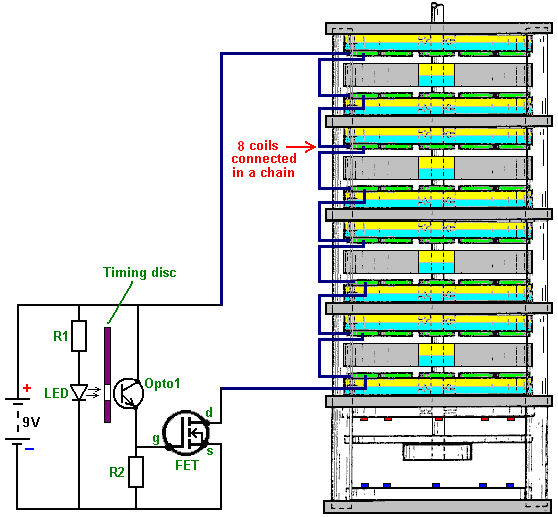 8 coils
connected
in a chain
Timing disc
R1
LED
Opto1
+
9V
–
d
g
s
FET
R2